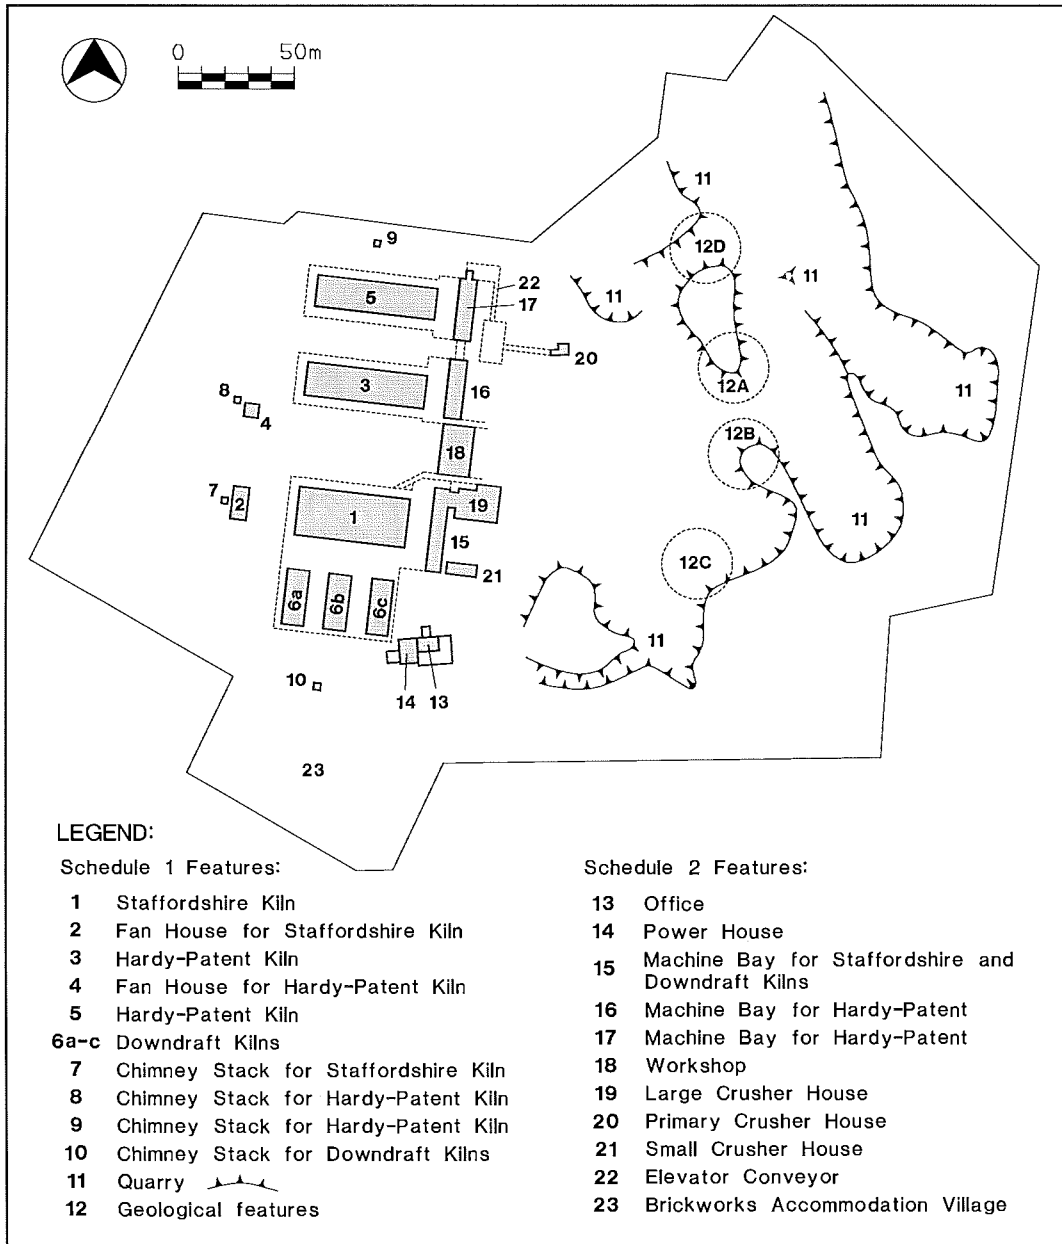 0 50m
9
11
12D
22
5
17
11
11
20
3
16
12A
11
8
4
12B
18
7
2
1
19
11
15
12C
21
6a 6b 6c
11
10
14 13
23
LEGEND:
Schedule 1 Features:
1 Staffordshire Kiln
2 Fan House for Staffordshire Kiln
3 Hardy-Patent Kiln
4 Fan House for Hardy-Patent Kiln
5 Hardy-Patent Kiln
6a-c Downdraft Kilns
7 Chimney Stack for Staffordshire Kiln
8 Chimney Stack for Hardy-Patent Kiln
9 Chimney Stack for Hardy-Patent Kiln
10 Chimney Stack for Downdraft Kilns
11 Quarry
12 Geological features
Schedule 2 Features:
13 Office
14 Power House
15 Machine Bay for Staffordshire and
Downdraft Kilns
16 Machine Bay for Hardy-Patent
17 Machine Bay for Hardy-Patent
18 Workshop
19 Large Crusher House
20 Primary Crusher House
21 Small Crusher House
22 Elevator Conveyor
23 Brickworks Accommodation Village